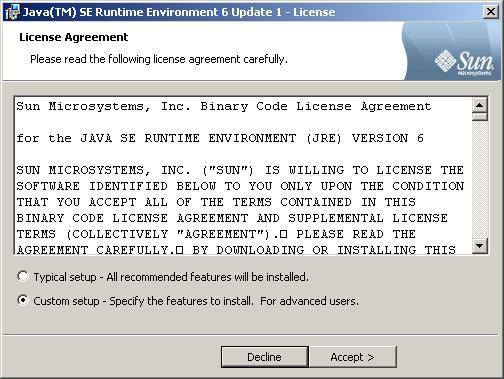 Java(TM) SE Runtime Environment 6 Update 1 - License
License Agreement
Please read the following license agreement carefully.
Sun
microsystems
Sun Microsystems, Inc. Binary Code License Agreement
for the JAVA SE RUNTIME ENVIRONMENT (JRE) VERSION 6
SUN MICROSYSTEMS, INC. ("SUN") IS WILLING TO LICENSE THE
SOFTWARE IDENTIFIED BELOW TO YOU ONLY UPON THE CONDITION
THAT YOU ACCEPT ALL OF THE TERMS CONTAINED IN THIS
BINARY CODE LICENSE AGREEMENT AND SUPPLEMENTAL LICENSE
TERMS (COLLECTIVELY "AGREEMENT").□ PLEASE READ THE
AGREEMENT CAREFULLY.□ BY DOWNLOADING OR INSTALLING THIS
Typical setup - All recommended features will be installed.
Custom setup - Specify the features to install. For advanced users.
Decline
Accept >